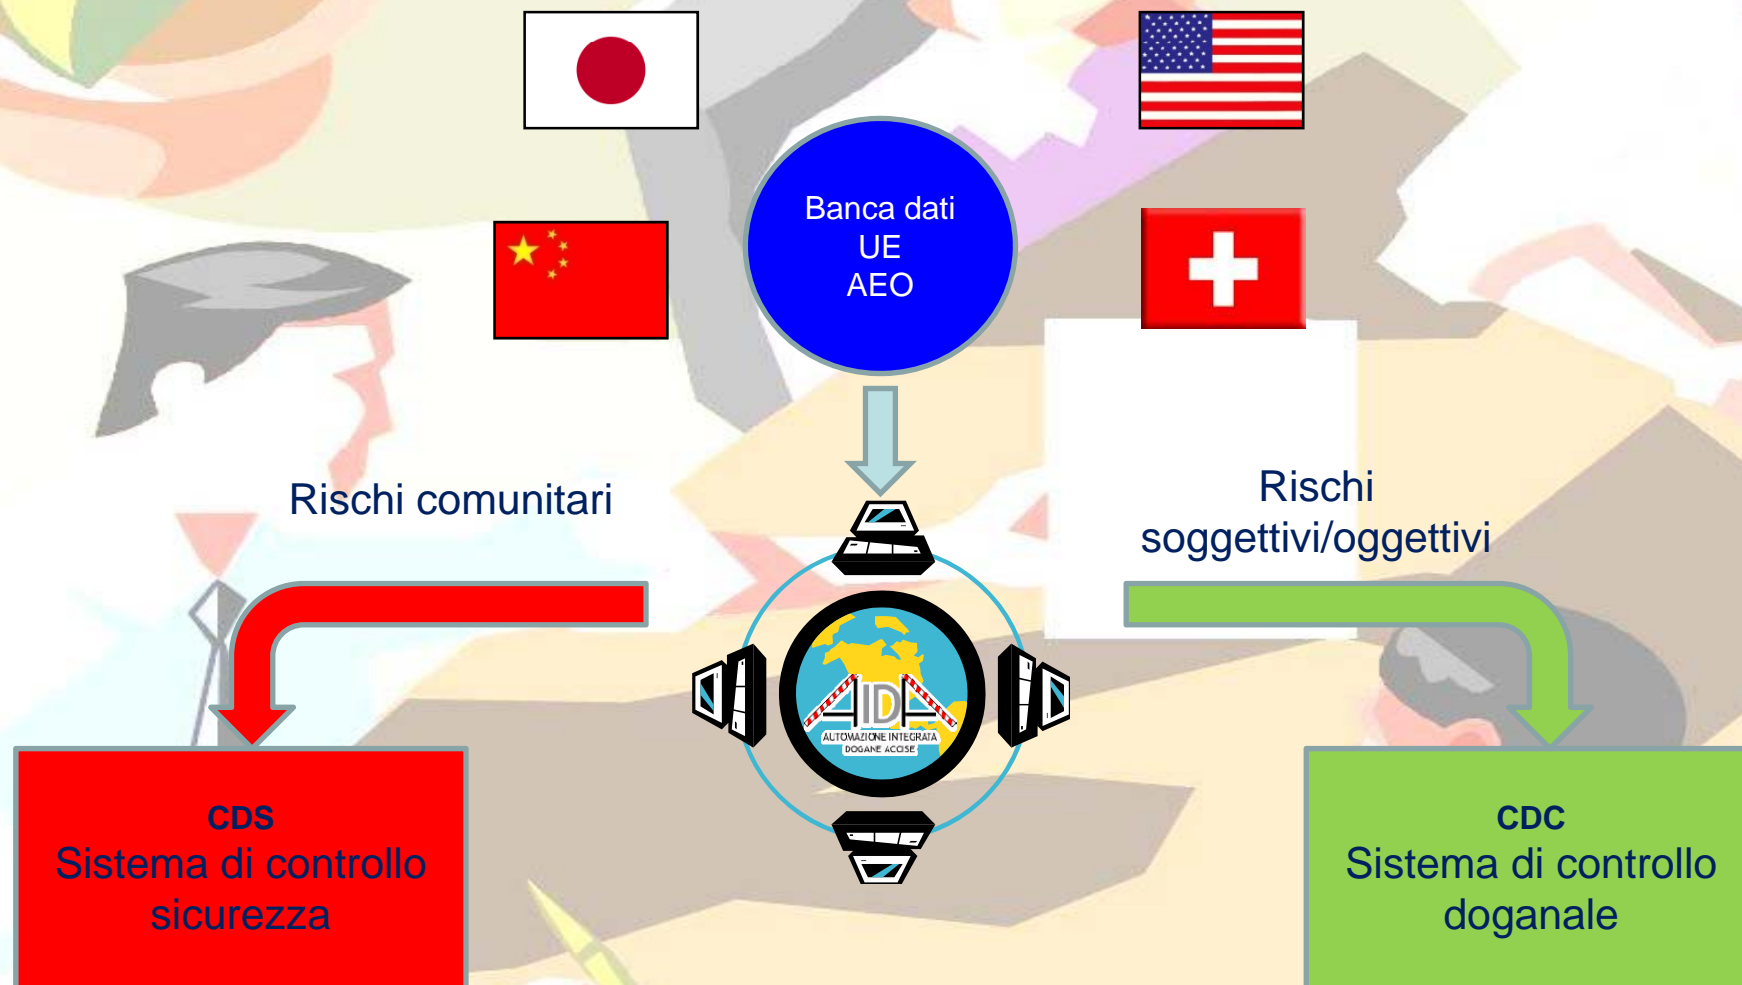 Banca dati
UE
AEO
Rischi comunitari
Rischi
soggettivi/oggettivi
AIDA
AUTOMAZIONE INTEGRATA
DOGANE ACCISE
CDS
Sistema di controllo
sicurezza
CDC
Sistema di controllo
doganale